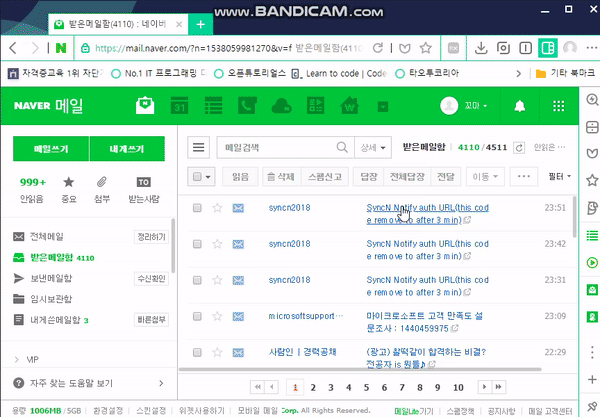 www.BANDICAM.com
받은메일함(4110) : 네이버
https://mail.naver.com/?n=1538059981270&v=f 받은메일함(4110)
자격증교육 1위 차단
No.1 IT 프로그래밍 디
오픈튜토리얼스
Learn to code | Code
타오투코리아
기타 북마크
NAVER 메일
31
꼬마
메일쓰기
내게쓰기
메일검색
상세
받은메일함
4110 / 4511
안읽은
999+
안읽음
중요
첨부
TO
받는사람
읽음
삭제
스팸신고
답장
전체답장
전달
이동
필터
전체메일
정리하기
받은메일함 4110
보낸메일함
수신확인
임시보관함
내게쓴메일함 3
빠른첨부
VIP
자주 찾는 도움말 보기
syncn2018
SyncN Notify auth URL(this cod
e remove to after 3 min)
23:51
syncn2018
SyncN Notify auth URL(this cod
e remove to after 3 min)
23:42
syncn2018
SyncN Notify auth URL(this cod
e remove to after 3 min)
23:31
microsoftsupport···
마이크로소프트 고객 만족도 설
문조사 : 1440459975
23:09
사람인 | 경력공채
(광고) 찰떡같이 합격하는 비결?
전공자 is 뭔들♪
22:29
1 2 3 4 5 6 7 8 9 10
용량 1006MB / 5GB
환경설정
스킨설정
위젯사용하기
모바일 메일
Corp. All Rights Reserved.
메일Lite가기
스팸정책
공지사항
메일 고객센터